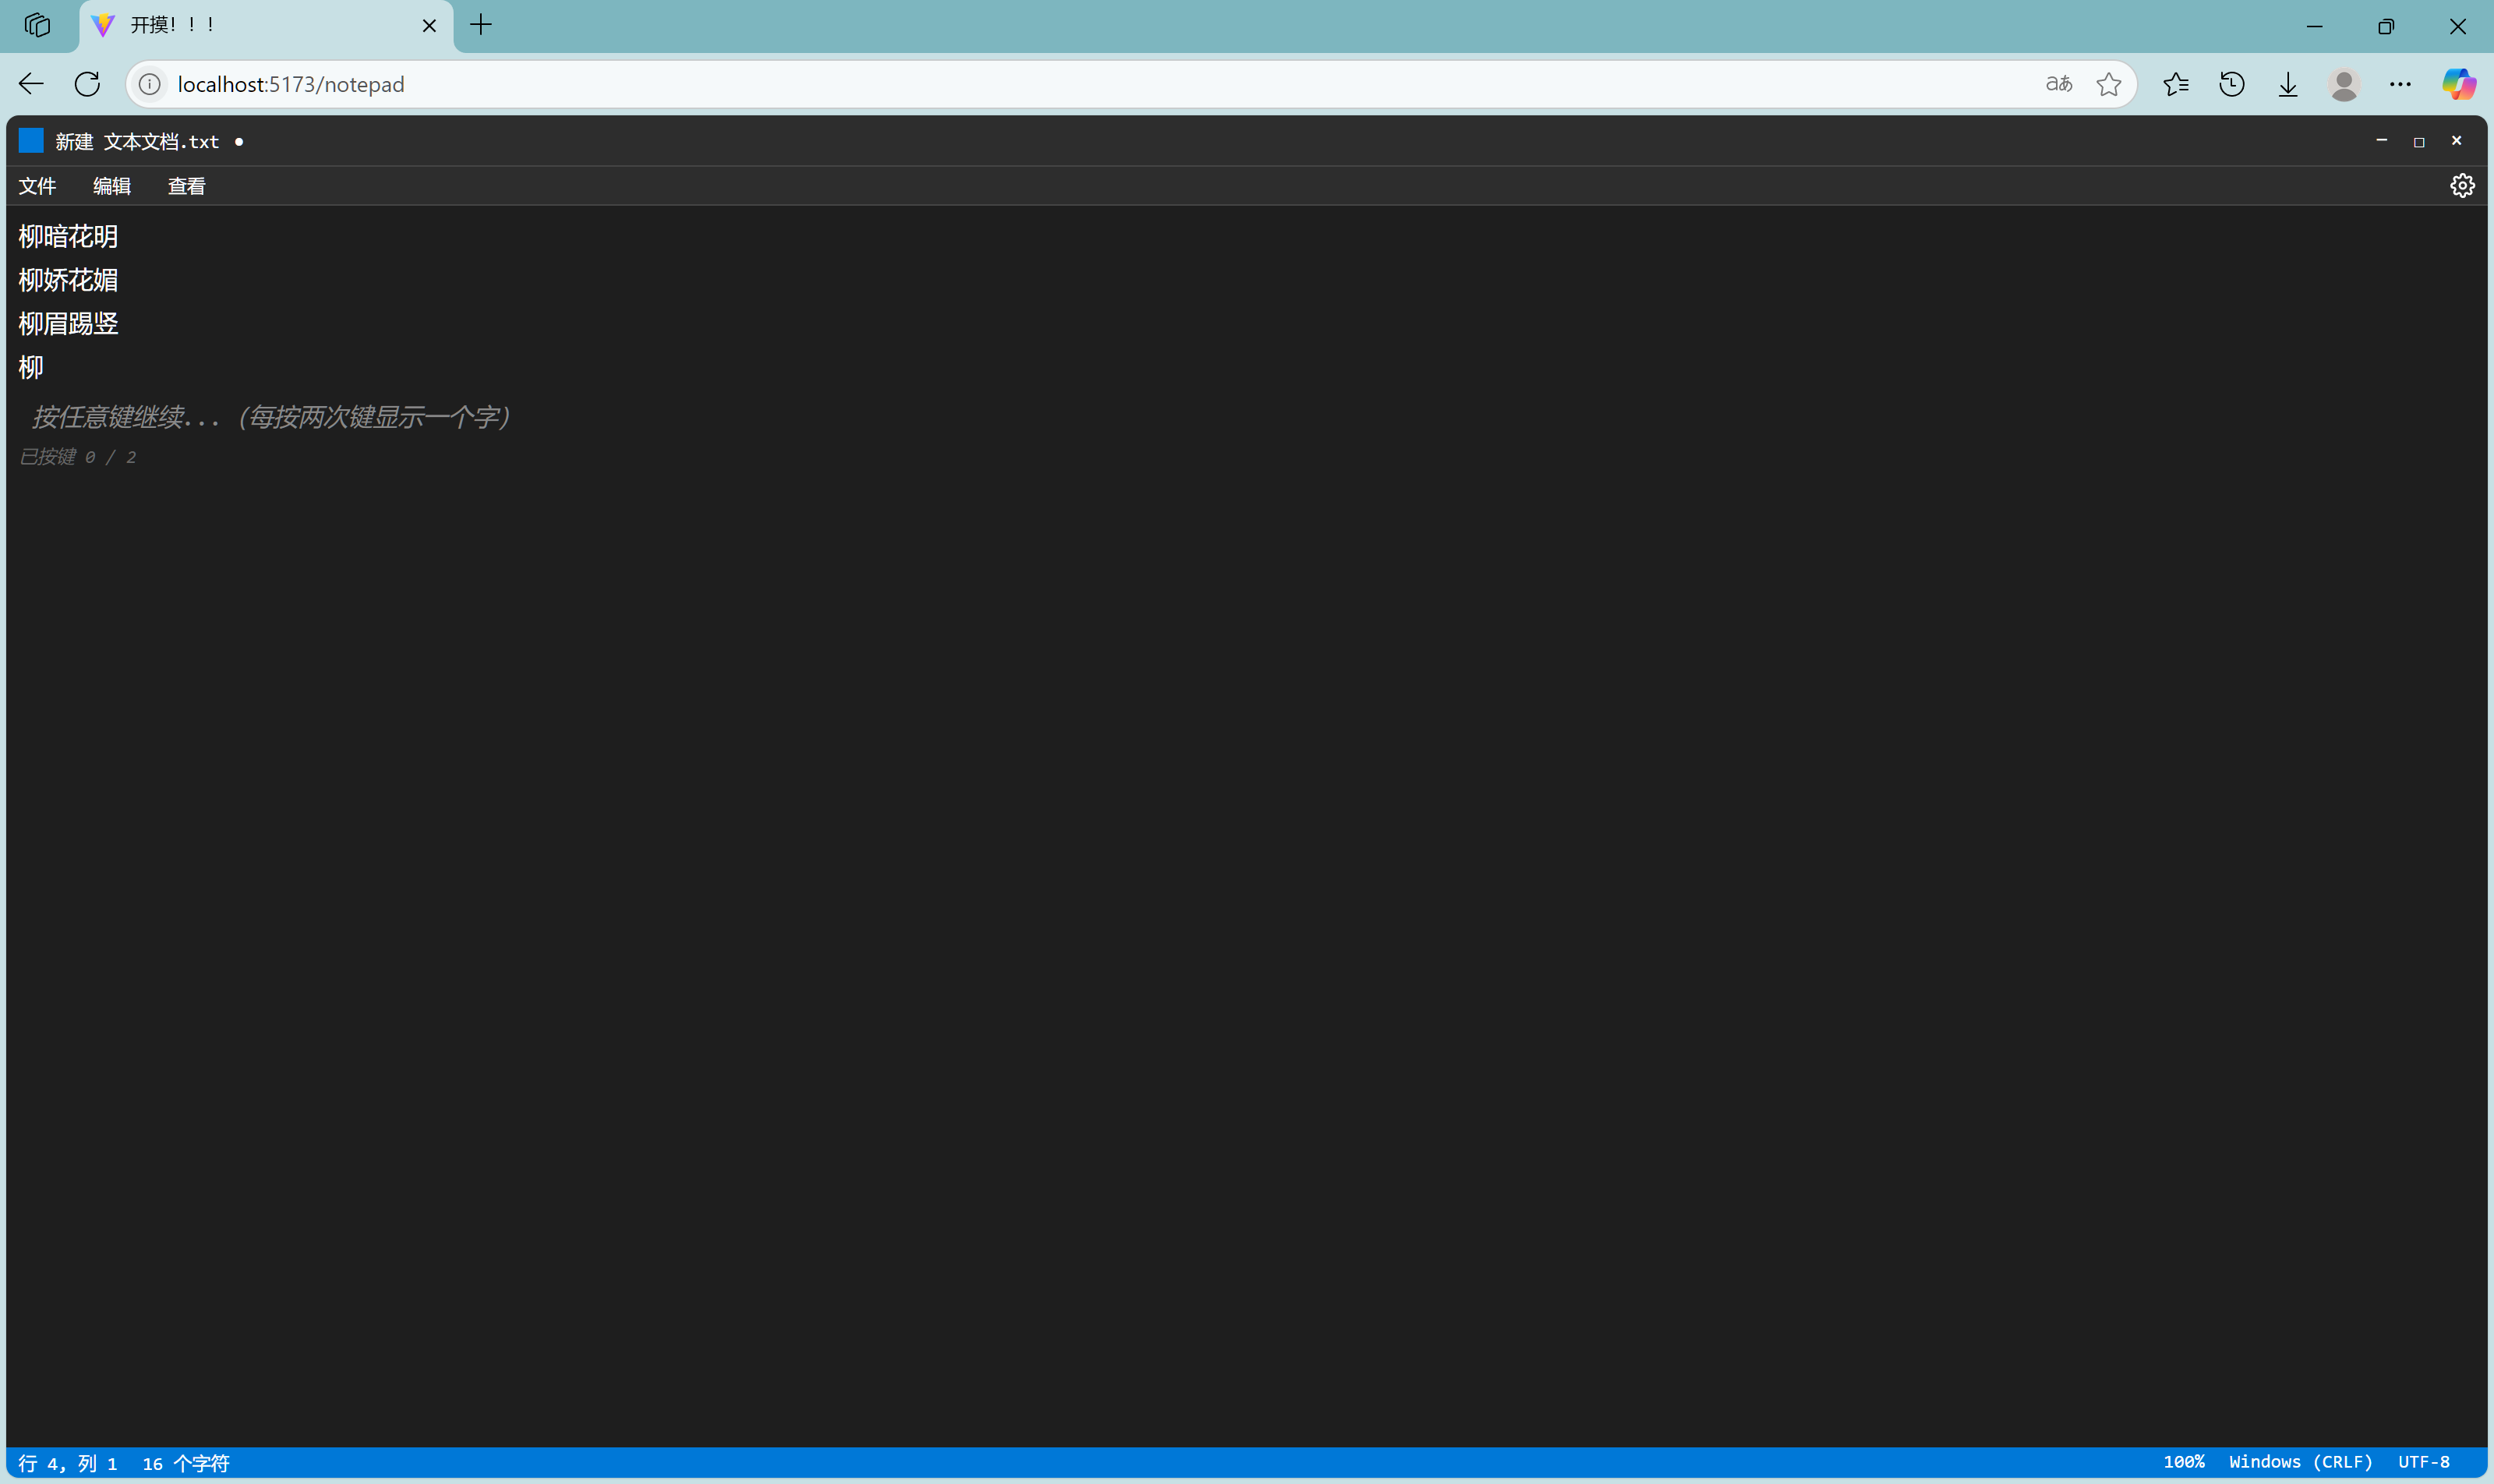 开摸！！！
localhost:5173/notepad
aあ
新建 文本文档.txt ●
文件 编辑 查看
柳暗花明
柳娇花媚
柳眉踢竖
柳
按任意键继续... (每按两次键显示一个字)
已按键 0 / 2
行 4, 列 1 16 个字符 100% Windows (CRLF) UTF-8